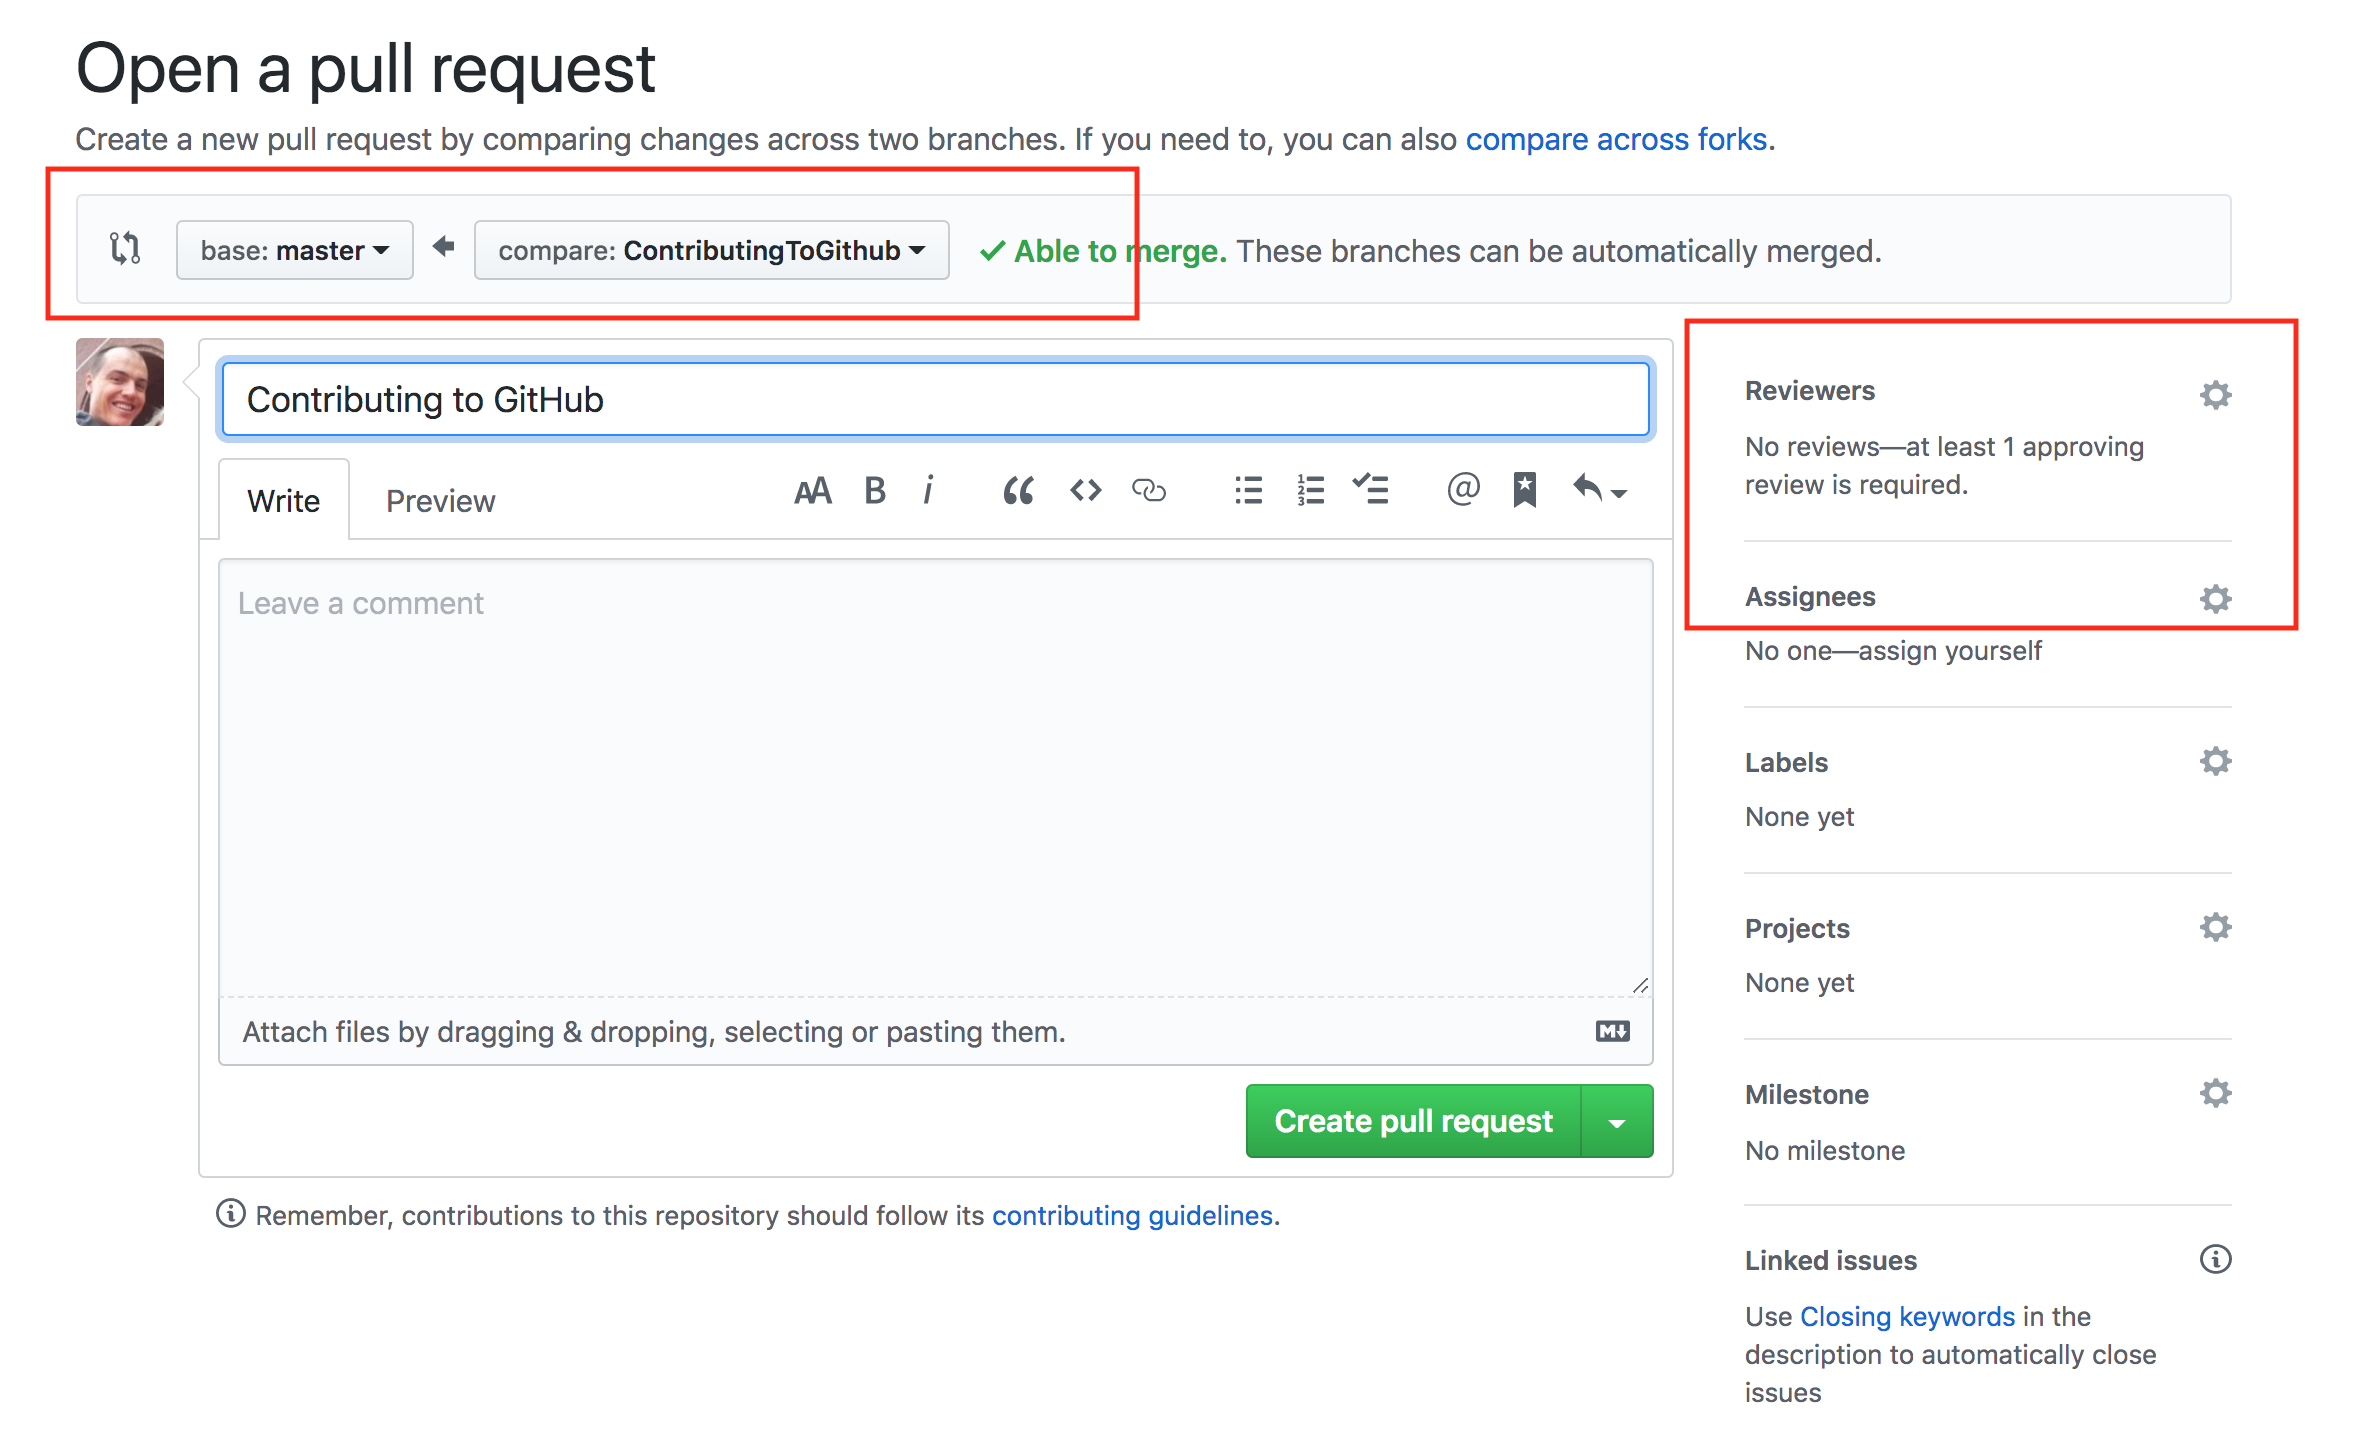 Open a pull request
Create a new pull request by comparing changes across two branches. If you need to, you can also compare across forks.
base: master compare: ContributingToGithub Able to merge. These branches can be automatically merged.
Contributing to GitHub
Write Preview AA B i “ <> 1 2 3 @
Leave a comment
Attach files by dragging & dropping, selecting or pasting them. M
Create pull request
Remember, contributions to this repository should follow its contributing guidelines.
Reviewers
No reviews—at least 1 approving
review is required.
Assignees
No one—assign yourself
Labels
None yet
Projects
None yet
Milestone
No milestone
Linked issues
Use Closing keywords in the
description to automatically close
issues